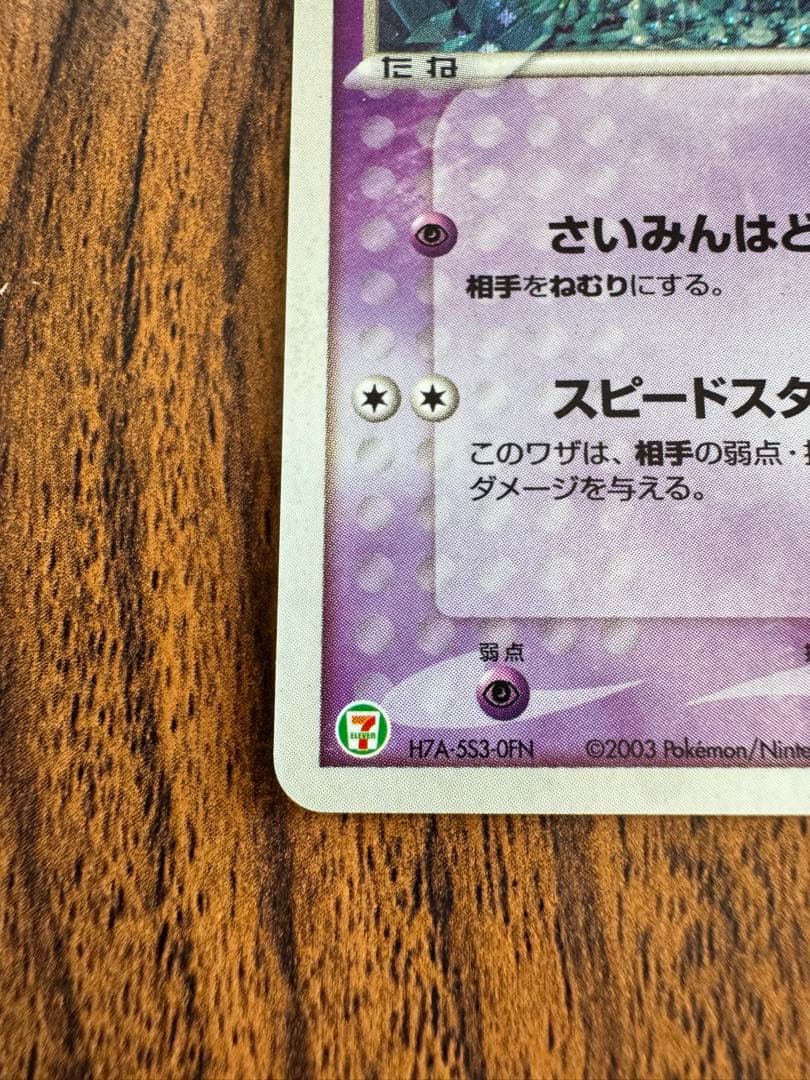 たね
さいみんはど
相手をねむりにする。
スピードスタ
このワザは、相手の弱点・
ダメージを与える。
弱点
7
ELEVEN
H7A-5S3-0FN ©2003 Pokémon/Ninte